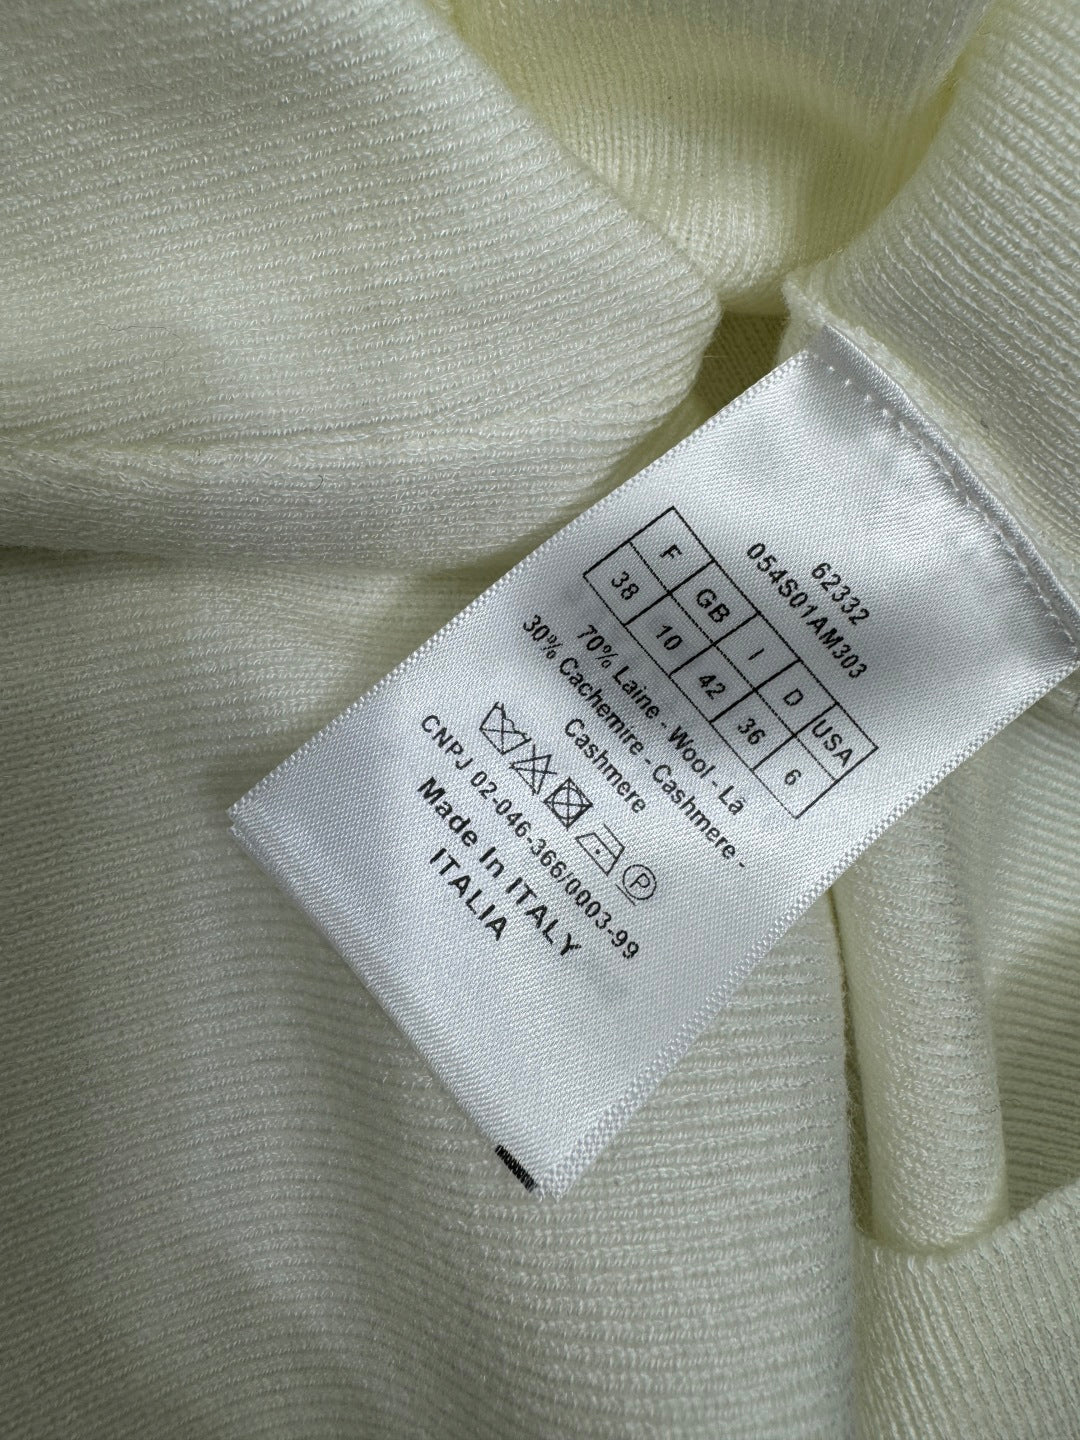 62332
054S01AM303
F GB I D USA
38 10 42 36 6
70% Laine - Wool - Lã
30% Cachemire - Cashmere -
Cashmere
P
CNPJ 02-046-366/0003-99
Made In ITALY
ITALIA